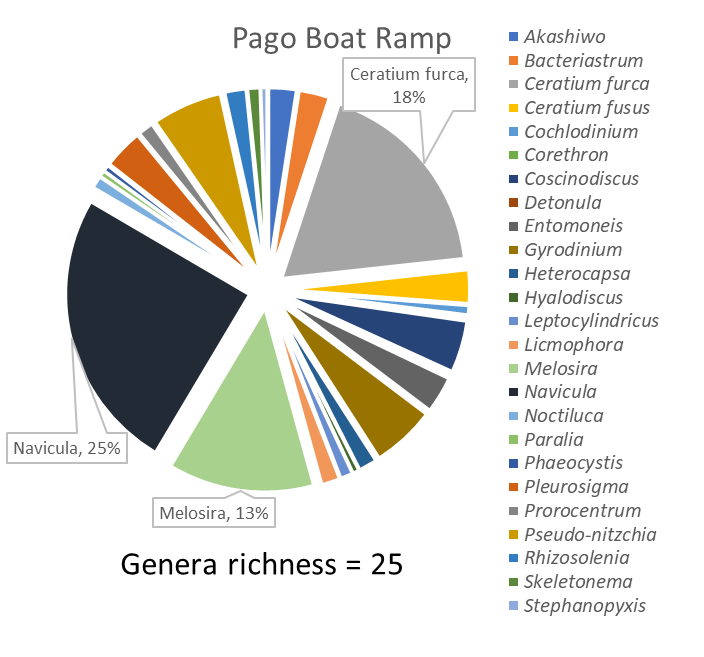 Pago Boat Ramp
Ceratium furca,
18%
Navicula, 25%
Melosira, 13%
Genera richness = 25
Akashiwo
Bacteriastrum
Ceratium furca
Ceratium fusus
Cochlodinium
Corethron
Coscinodiscus
Detonula
Entomoneis
Gyrodinium
Heterocapsa
Hyalodiscus
Leptocylindricus
Licmophora
Melosira
Navicula
Noctiluca
Paralia
Phaeocystis
Pleurosigma
Prorocentrum
Pseudo-nitzchia
Rhizosolenia
Skeletonema
Stephanopyxis